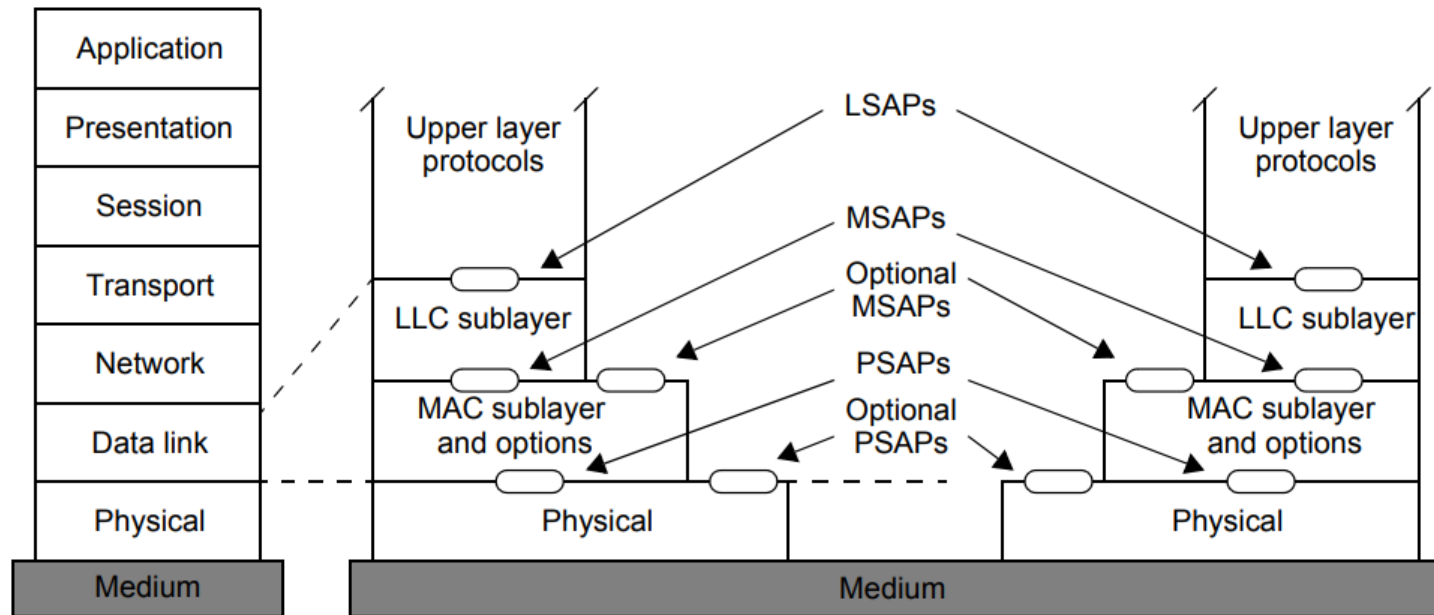 Application
Presentation
Session
Transport
Network
Data link
Physical
Medium
Upper layer
protocols
LLC sublayer
MAC sublayer
and options
Physical
LSAPs
MSAPs
Optional
MSAPs
PSAPs
Optional
PSAPs
Upper layer
protocols
LLC sublayer
MAC sublayer
and options
Physical
Medium